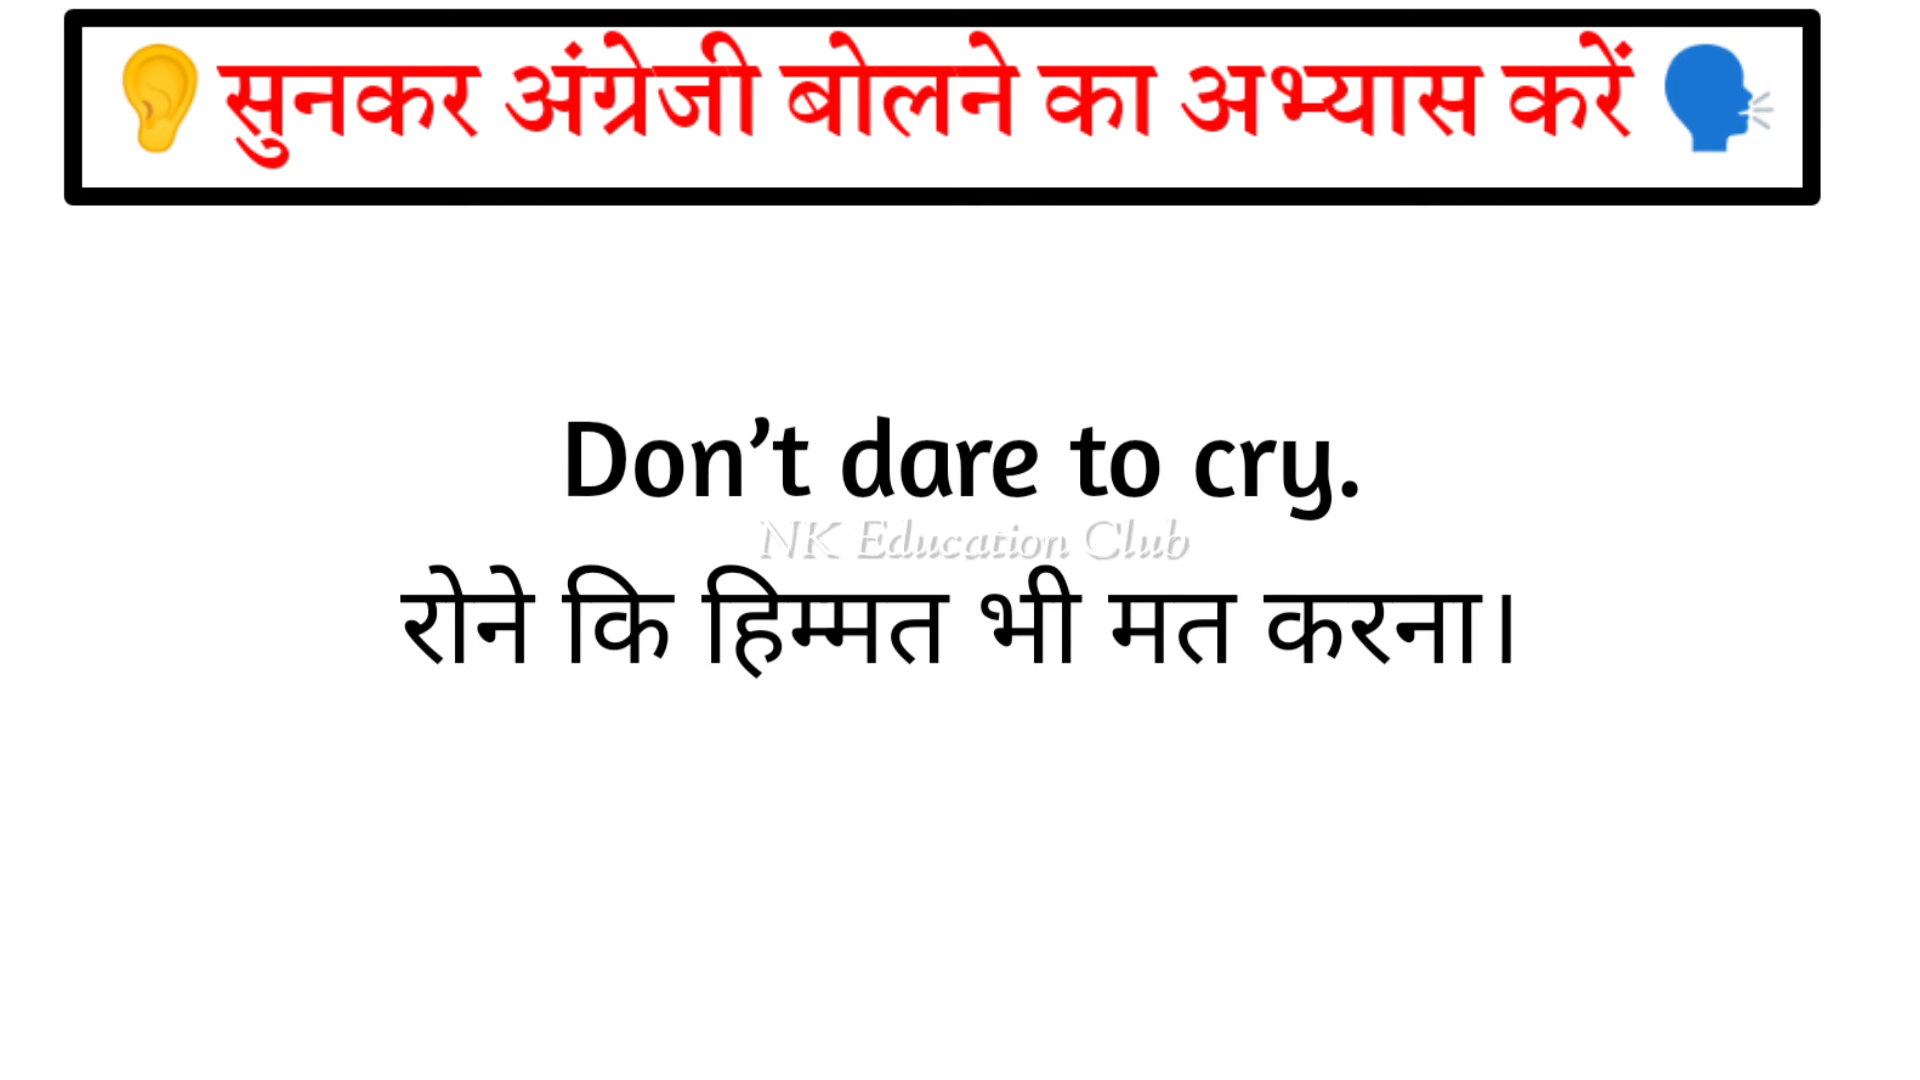 👂सुनकर अंग्रेजी बोलने का अभ्यास करें🗣️
Don’t dare to cry.
NK Education Club
रोने कि हिम्मत भी मत करना।